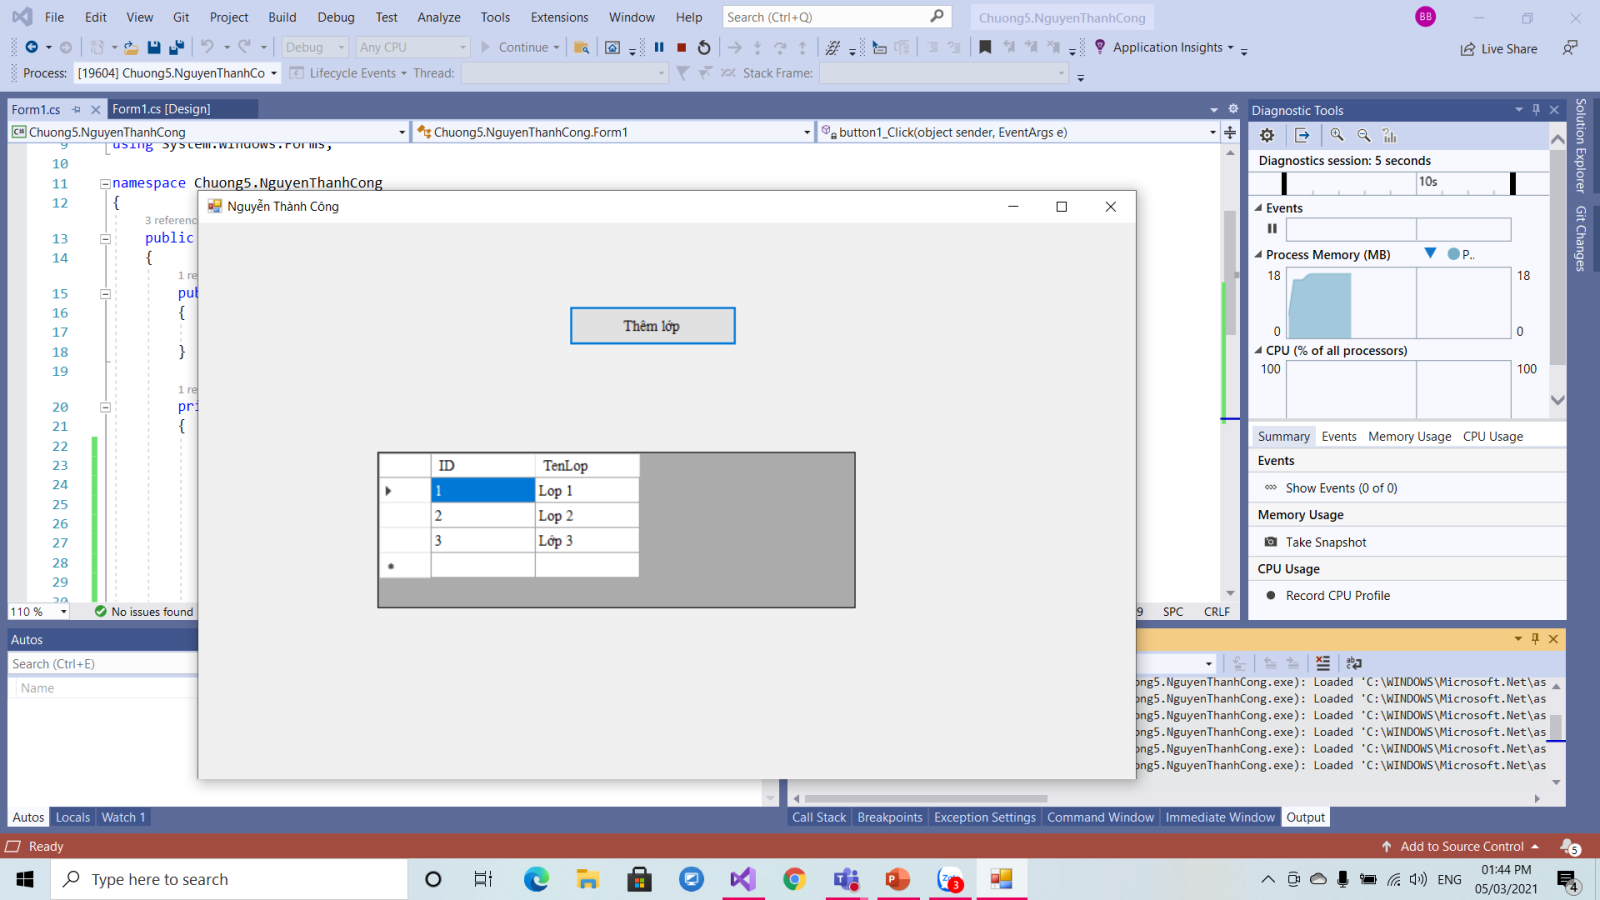 File Edit View Git Project Build Debug Test Analyze Tools Extensions Window Help Search (Ctrl+Q) Chuong5.NguyenThanhCong BB
Debug Any CPU Continue Application Insights Live Share
Process: [19604] Chuong5.NguyenThanhCo Lifecycle Events Thread: Stack Frame:
Form1.cs Form1.cs [Design]
Chuong5.NguyenThanhCong Chuong5.NguyenThanhCong.Form1 button1_Click(object sender, EventArgs e)
9 using System.Windows.Forms;
10
11 namespace Chuong5.NguyenThanhCong
12 {
3 referenc
13 public
14 {
1 re
15 pub
16 {
17
18 }
19
1 re
20 pri
21 {
22
23
24
25
26
27
28
29
30
110 % No issues found 9 SPC CRLF
Nguyễn Thành Công
Thêm lớp
ID TenLop
1 Lop 1
2 Lop 2
3 Lớp 3
Diagnostic Tools
Diagnostics session: 5 seconds
10s
Events
Process Memory (MB) P..
18 18
0 0
CPU (% of all processors)
100 100
Summary Events Memory Usage CPU Usage
Events
Show Events (0 of 0)
Memory Usage
Take Snapshot
CPU Usage
Record CPU Profile
Solution Explorer
Git Changes
Autos
Search (Ctrl+E)
Name
ong5.NguyenThanhCong.exe): Loaded 'C:\WINDOWS\Microsoft.Net\as
ong5.NguyenThanhCong.exe): Loaded 'C:\WINDOWS\Microsoft.Net\as
ong5.NguyenThanhCong.exe): Loaded 'C:\WINDOWS\Microsoft.Net\as
ong5.NguyenThanhCong.exe): Loaded 'C:\WINDOWS\Microsoft.Net\as
ong5.NguyenThanhCong.exe): Loaded 'C:\WINDOWS\Microsoft.Net\as
ong5.NguyenThanhCong.exe): Loaded 'C:\WINDOWS\Microsoft.Net\as
Autos Locals Watch 1 Call Stack Breakpoints Exception Settings Command Window Immediate Window Output
Ready Add to Source Control 5
Type here to search 3 ENG 01:44 PM
05/03/2021 4